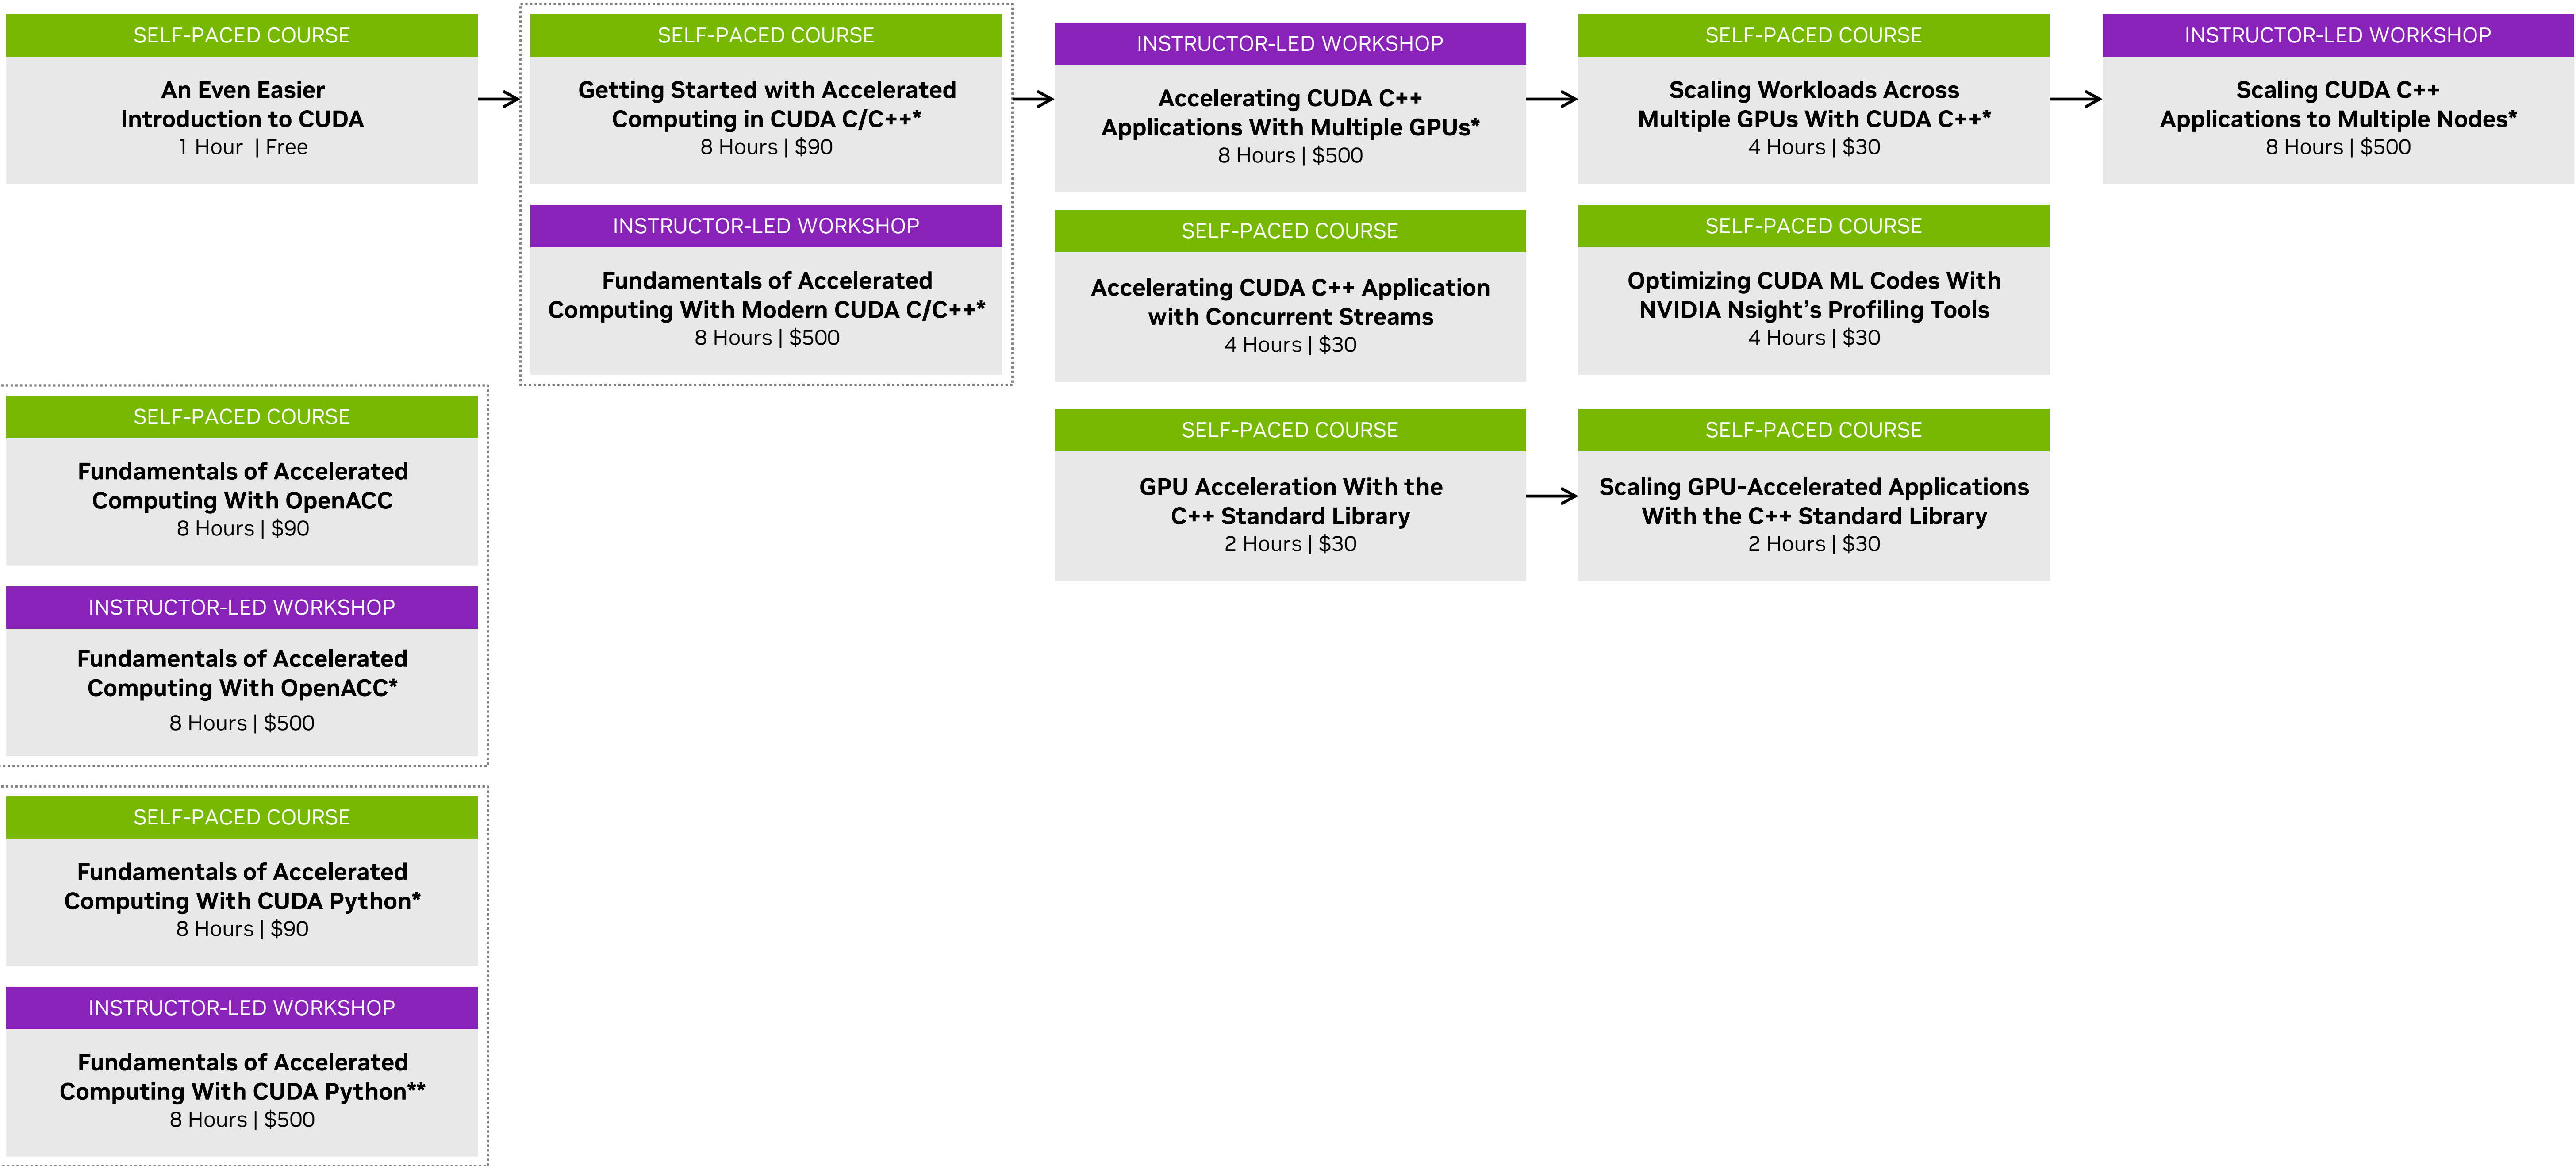 SELF-PACED COURSE
An Even Easier
Introduction to CUDA
1 Hour | Free
SELF-PACED COURSE
Getting Started with Accelerated
Computing in CUDA C/C++*
8 Hours | $90
INSTRUCTOR-LED WORKSHOP
Fundamentals of Accelerated
Computing With Modern CUDA C/C++*
8 Hours | $500
INSTRUCTOR-LED WORKSHOP
Accelerating CUDA C++
Applications With Multiple GPUs*
8 Hours | $500
SELF-PACED COURSE
Scaling Workloads Across
Multiple GPUs With CUDA C++*
4 Hours | $30
INSTRUCTOR-LED WORKSHOP
Scaling CUDA C++
Applications to Multiple Nodes*
8 Hours | $500
SELF-PACED COURSE
Accelerating CUDA C++ Application
with Concurrent Streams
4 Hours | $30
SELF-PACED COURSE
Optimizing CUDA ML Codes With
NVIDIA Nsight’s Profiling Tools
4 Hours | $30
SELF-PACED COURSE
GPU Acceleration With the
C++ Standard Library
2 Hours | $30
SELF-PACED COURSE
Scaling GPU-Accelerated Applications
With the C++ Standard Library
2 Hours | $30
SELF-PACED COURSE
Fundamentals of Accelerated
Computing With OpenACC
8 Hours | $90
INSTRUCTOR-LED WORKSHOP
Fundamentals of Accelerated
Computing With OpenACC*
8 Hours | $500
SELF-PACED COURSE
Fundamentals of Accelerated
Computing With CUDA Python*
8 Hours | $90
INSTRUCTOR-LED WORKSHOP
Fundamentals of Accelerated
Computing With CUDA Python**
8 Hours | $500